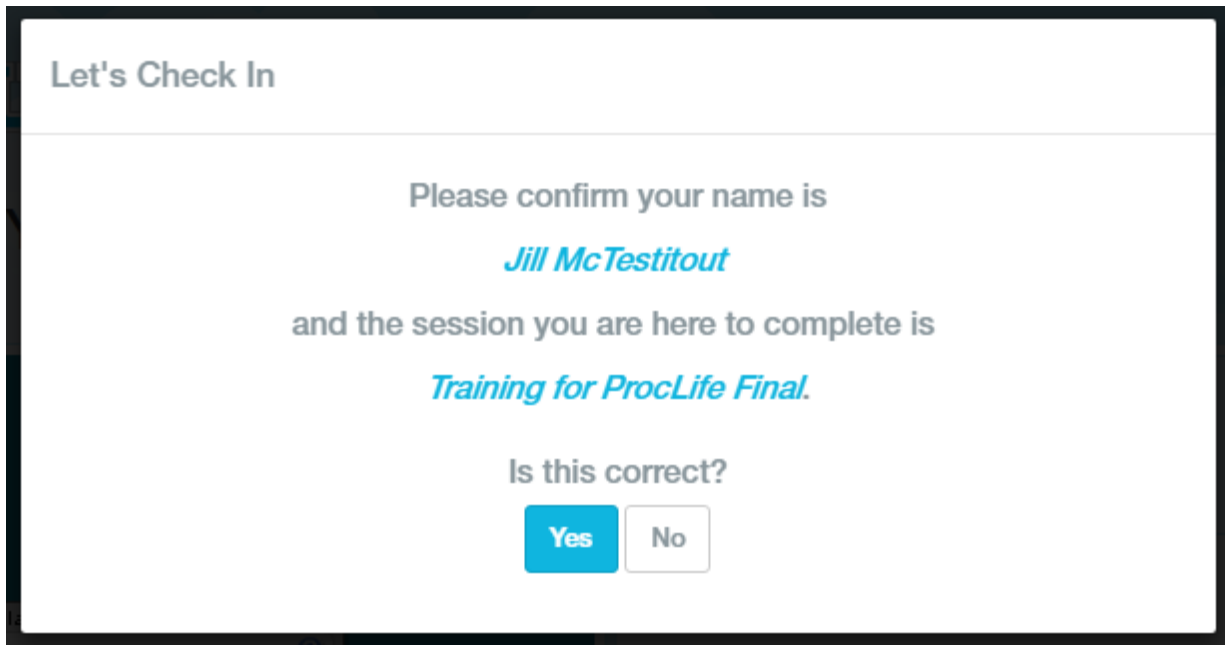 Let's Check In
Please confirm your name is
Jill McTestitout
and the session you are here to complete is
Training for ProcLife Final.
Is this correct?
Yes No